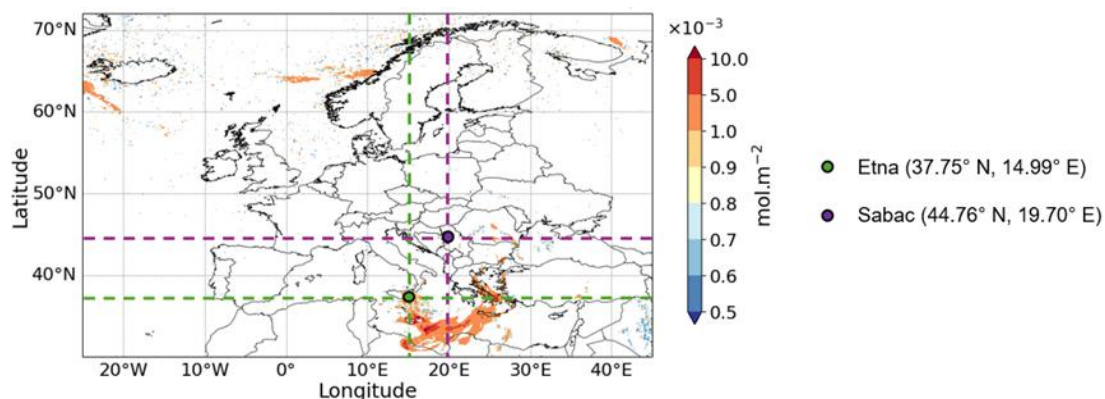 70°N
60°N
50°N
40°N
Latitude
20°W 10°W 0° 10°E 20°E 30°E 40°E
Longitude
×10⁻³
10.0
5.0
1.0
0.9
0.8
0.7
0.6
0.5
mol.m⁻²
Etna (37.75° N, 14.99° E)
Sabac (44.76° N, 19.70° E)